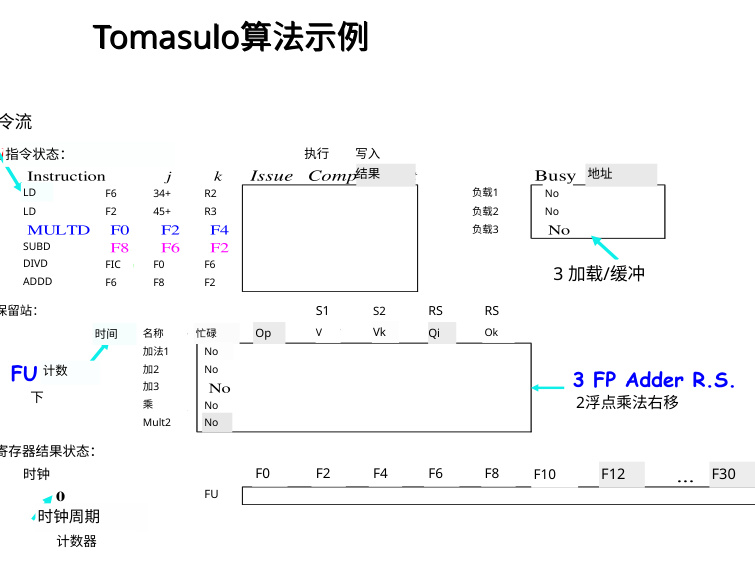 Tomasulo算法示例
令流
指令状态：
执行 写入
Instruction j k Issue Comp 结果 Busy 地址
LD F6 34+ R2 负载1 No
LD F2 45+ R3 负载2 No
MULTD F0 F2 F4 负载3 No
SUBD F8 F6 F2
DIVD FIC F0 F6
ADDD F6 F8 F2
3 加载/缓冲
保留站： S1 S2 RS RS
时间 名称 忙碌 Op V Vk Qi Ok
加法1 No
FU 计数 加2 No
下 加3 No
乘 No
Mult2 No
3 FP Adder R.S.
2浮点乘法右移
寄存器结果状态：
时钟 F0 F2 F4 F6 F8 F10 F12 ... F30
0 FU
时钟周期
计数器